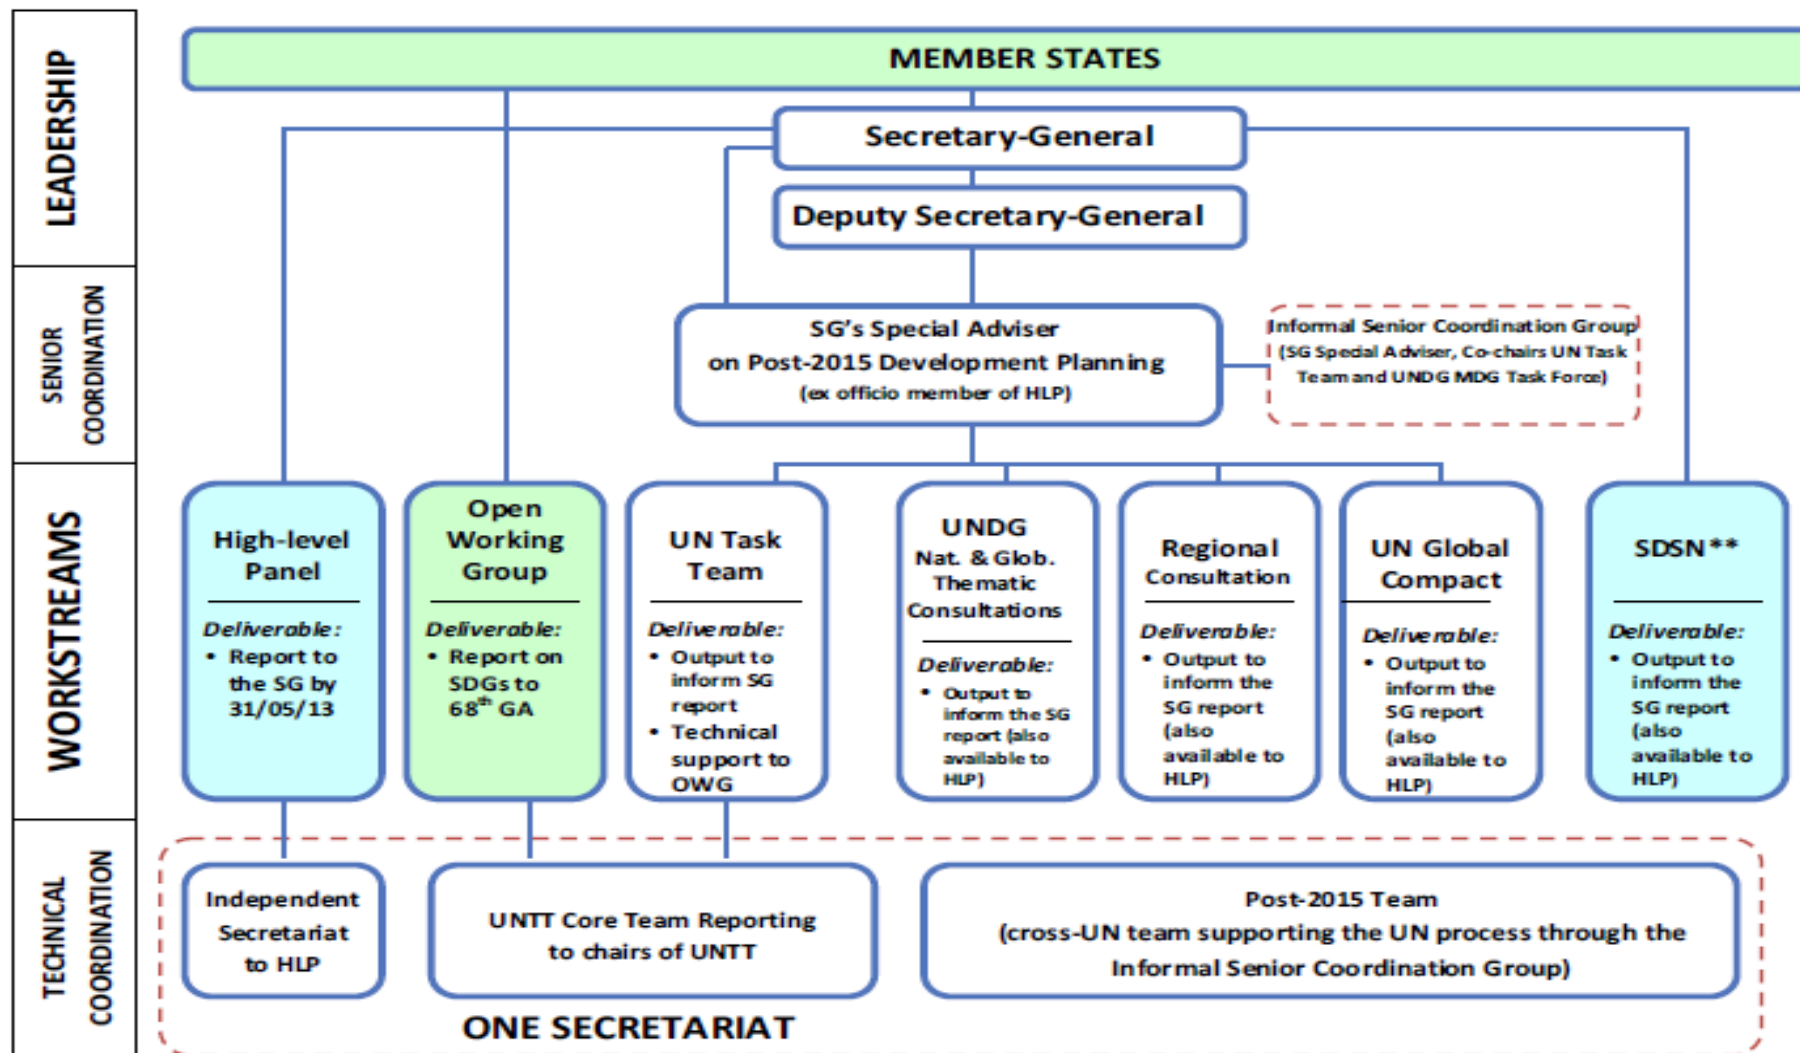 LEADERSHIP
MEMBER STATES
Secretary-General
Deputy Secretary-General
SENIOR
COORDINATION
SG's Special Adviser
on Post-2015 Development Planning
(ex officio member of HLP)
Informal Senior Coordination Group
(SG Special Adviser, Co-chairs UN Task
Team and UNDG MDG Task Force)
WORKSTREAMS
High-level
Panel
Deliverable:
• Report to
the SG by
31/05/13
Open
Working
Group
Deliverable:
• Report on
SDGs to
68th GA
UN Task
Team
Deliverable:
• Output to
inform SG
report
• Technical
support to
OWG
UNDG
Nat. & Glob.
Thematic
Consultations
Deliverable:
• Output to
inform the SG
report (also
available to
HLP)
Regional
Consultation
Deliverable:
• Output to
inform the
SG report
(also
available to
HLP)
UN Global
Compact
Deliverable:
• Output to
inform the
SG report
(also
available to
HLP)
SDSN**
Deliverable:
• Output to
inform the
SG report
(also
available to
HLP)
TECHNICAL
COORDINATION
Independent
Secretariat
to HLP
UNTT Core Team Reporting
to chairs of UNTT
Post-2015 Team
(cross-UN team supporting the UN process through the
Informal Senior Coordination Group)
ONE SECRETARIAT